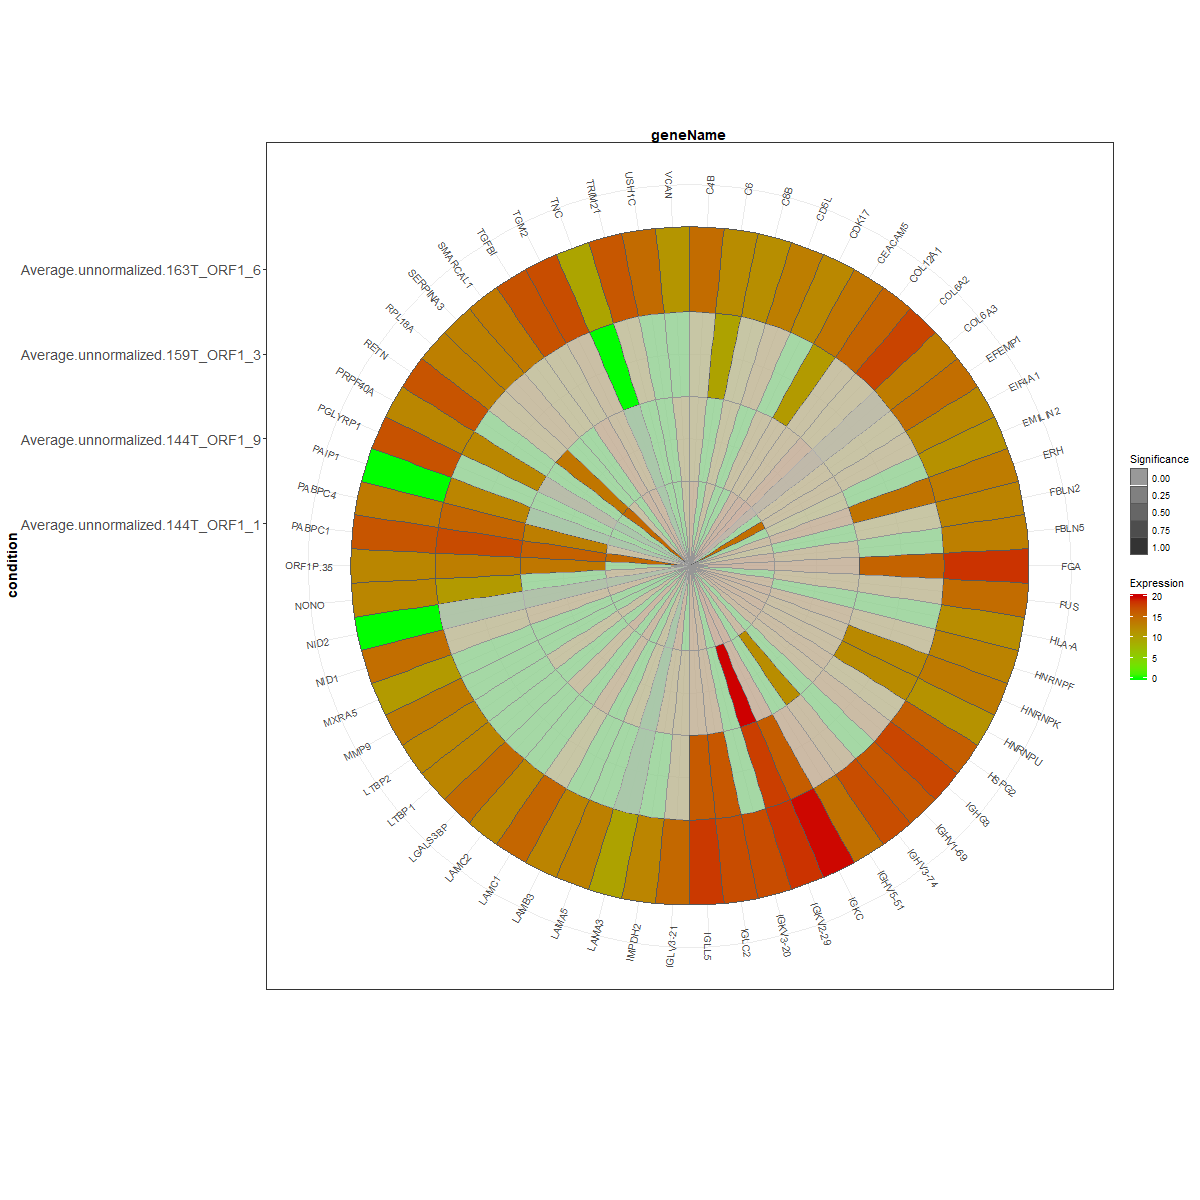 geneName
C4B
C6
C8B
CD5L
CDK17
CEACAM5
COL12A1
COL6A2
COL6A3
EFEMP1
EIF4A1
EMILIN2
ERH
FBLN2
FBLN5
FGA
FUS
HLA-A
HNRNPF
HNRNPK
HNRNPU
HSPG2
IGHG3
IGHV1-69
IGHV3-74
IGHV5-51
IGKC
IGKV2-29
IGKV3-20
IGLC2
IGLL5
IGLV3-21
IMPDH2
LAMA3
LAMA5
LAMB3
LAMC1
LAMC2
LGALS3BP
LTBP1
LTBP2
MMP9
MXRA5
NID1
NID2
NONO
ORF1P.35
PABPC1
PABPC4
PAIP1
PGLYRP1
PRPF40A
RETN
RPL18A
SERPINA3
SMARCAL1
TGFBI
TGM2
TNC
TRIM21
USH1C
VCAN
Average.unnormalized.163T_ORF1_6
Average.unnormalized.159T_ORF1_3
Average.unnormalized.144T_ORF1_9
Average.unnormalized.144T_ORF1_1
condition
Significance
0.00
0.25
0.50
0.75
1.00
Expression
20
15
10
5
0